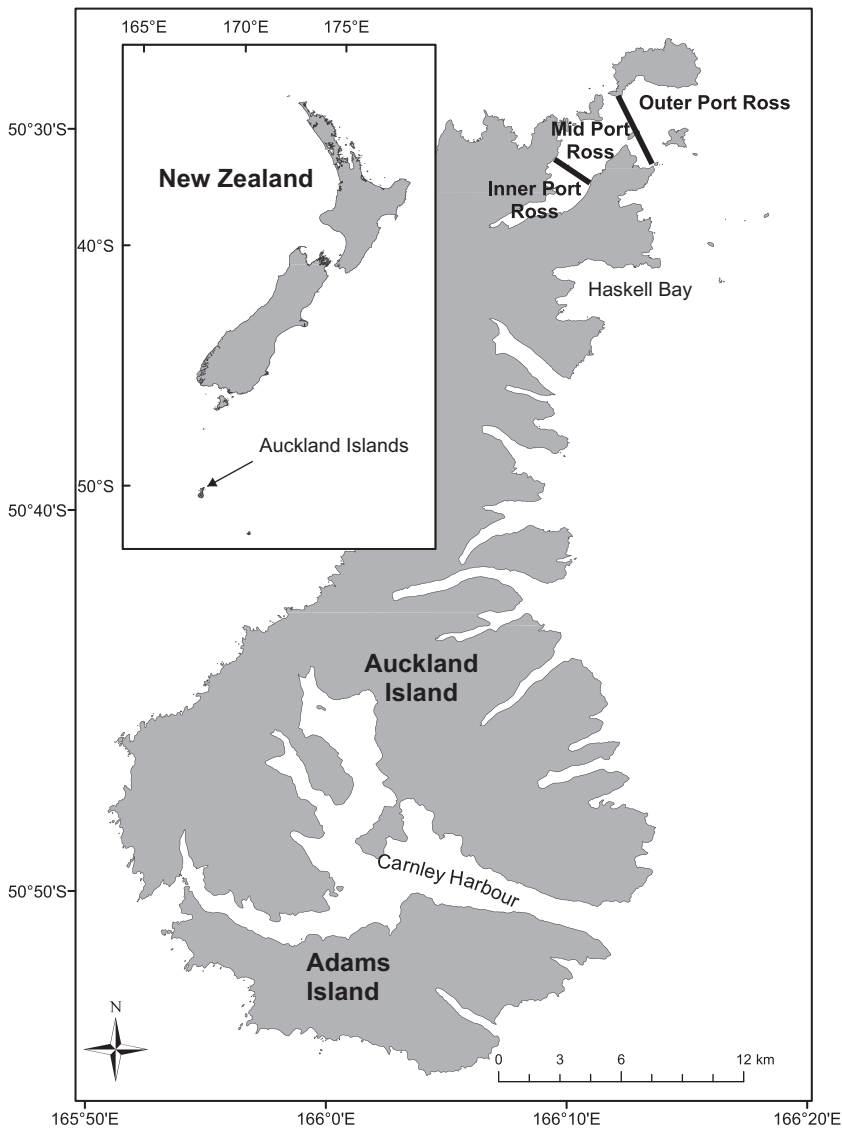 165°E 170°E 175°E
Outer Port Ross
50°30'S
Mid Port
Ross
New Zealand
Inner Port
Ross
40°S
Haskell Bay
Auckland Islands
50°S
50°40'S
Auckland
Island
Carnley Harbour
50°50'S
Adams
Island
N
0 3 6 12 km
165°50'E 166°0'E 166°10'E 166°20'E